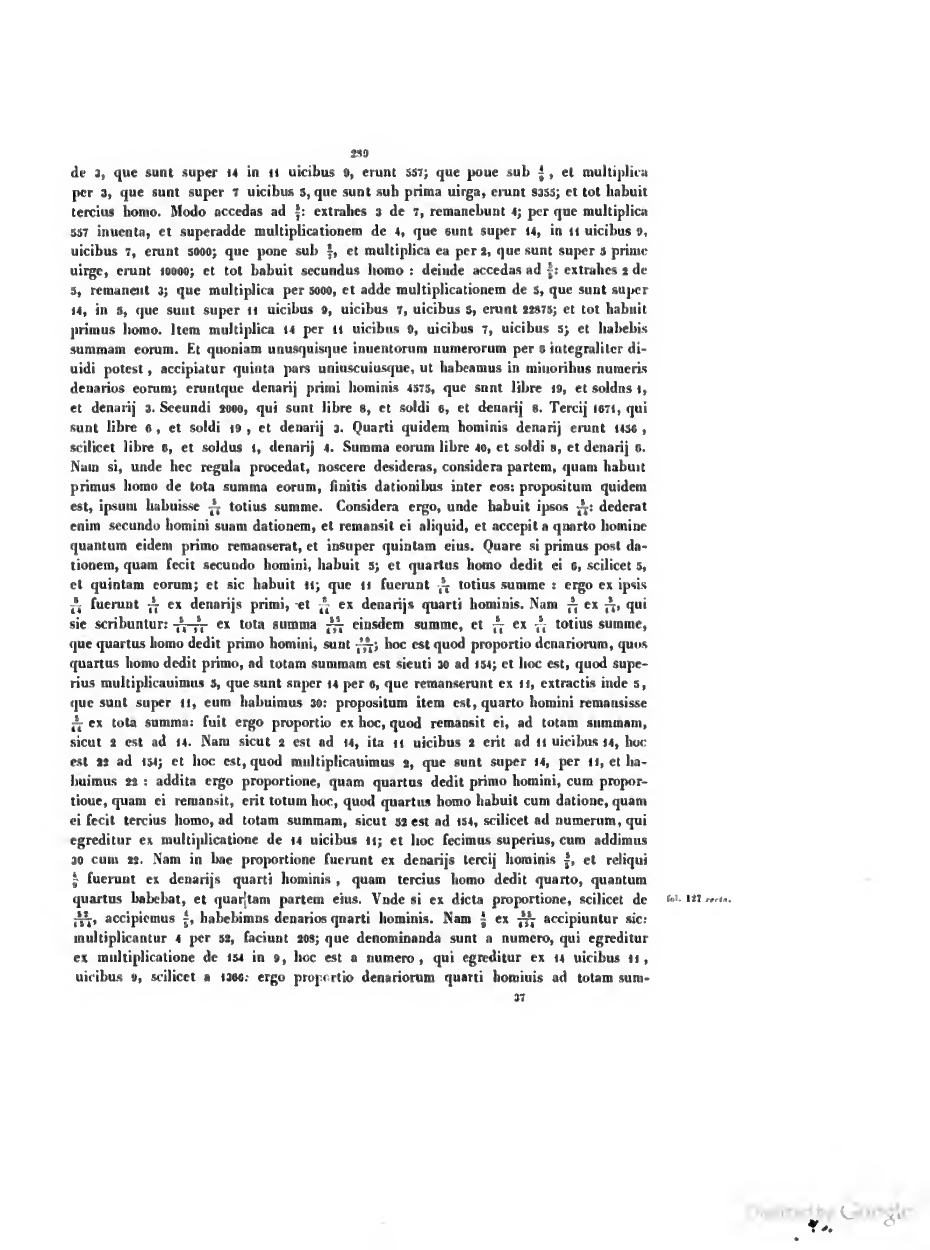 289
de 3, que sunt super 14 in 11 uicibus 9, erunt 557; que pone sub 4/9, et multiplica
per 3, que sunt super 7 uicibus 5, que sunt sub prima uirga, erunt 8355; et tot habuit
tercius homo. Modo accedas ad 3/7: extrahes 3 de 7, remanebunt 4; per que multiplica
557 inuenta, et superadde multiplicationem de 4, que sunt super 14, in 11 uicibus 9,
uicibus 7, erunt 5000; que pone sub 3/7, et multiplica ea per 2, que sunt super 5 prime
uirge, erunt 10000; et tot habuit secundus homo: deinde accedas ad 2/5: extrahes 2 de
5, remanent 3; que multiplica per 5000, et adde multiplicationem de 5, que sunt super
14, in 5, que sunt super 11 uicibus 9, uicibus 7, uicibus 5, erunt 22875; et tot habuit
primus homo. Item multiplica 14 per 11 uicibus 9, uicibus 7, uicibus 5; et habebis
summam eorum. Et quoniam unusquisque inuentorum numerorum per 5 integraliter di-
uidi potest, accipiatur quinta pars uniuscuiusque, ut habeamus in minoribus numeris
denarios eorum; eruntque denarij primi hominis 4575, que sunt libre 19, et soldus 1,
et denarij 3. Secundi 2000, qui sunt libre 8, et soldi 6, et denarij 8. Tercij 1671, qui
sunt libre 6, et soldi 19, et denarij 3. Quarti quidem hominis denarij erunt 1456,
scilicet libre 6, et soldus 1, denarij 4. Summa eorum libre 40, et soldi 8, et denarij 6.
Nam si, unde hec regula procedat, noscere desideras, considera partem, quam habuit
primus homo de tota summa eorum, finitis dationibus inter eos: propositum quidem
est, ipsum habuisse 5/14 totius summe. Considera ergo, unde habuit ipsos 5/14: dederat
enim secundo homini suam dationem, et remansit ei aliquid, et accepit a quarto homine
quantum eidem primo remanserat, et insuper quintam eius. Quare si primus post da-
tionem, quam fecit secundo homini, habuit 5; et quartus homo dedit ei 6, scilicet 5,
et quintam eorum; et sic habuit 11; que 11 fuerunt 5/14 totius summe: ergo ex ipsis
5/14 fuerunt 5/11 ex denarijs primi, et 6/11 ex denarijs quarti hominis. Nam 5/11 ex 5/14, qui
sic scribuntur: 5/11 5/14 ex tota summa 25/154 eiusdem summe, et 6/11 ex 5/14 totius summe,
que quartus homo dedit primo homini, sunt 30/154; hoc est quod proportio denariorum, quos
quartus homo dedit primo, ad totam summam est sicuti 30 ad 154; et hoc est, quod supe-
rius multiplicauimus 5, que sunt super 14 per 6, que remanserunt ex 11, extractis inde 5,
que sunt super 11, cum habuimus 30: propositum item est, quarto homini remansisse
2/14 ex tota summa: fuit ergo proportio ex hoc, quod remansit ei, ad totam summam,
sicut 2 est ad 14. Nam sicut 2 est ad 14, ita 11 uicibus 2 erit ad 11 uicibus 14, hoc
est 22 ad 154; et hoc est, quod multiplicauimus 2, que sunt super 14, per 11, et ha-
buimus 22: addita ergo proportione, quam quartus dedit primo homini, cum propor-
tione, quam ei remansit, erit totum hoc, quod quartus homo habuit cum datione, quam
ei fecit tercius homo, ad totam summam, sicut 52 est ad 154, scilicet ad numerum, qui
egreditur ex multiplicatione de 14 uicibus 11; et hoc fecimus superius, cum addimus
30 cum 22. Nam in hac proportione fuerunt ex denarijs tercij hominis 5/9, et reliqui
4/9 fuerunt ex denarijs quarti hominis, quam tercius homo dedit quarto, quantum
quartus habebat, et quar|tam partem eius. Vnde si ex dicta proportione, scilicet de
52/154, accipiemus 4/9, habebimus denarios quarti hominis. Nam 4/9 ex 52/154 accipiuntur sic:
multiplicantur 4 per 52, faciunt 208; que denominanda sunt a numero, qui egreditur
ex multiplicatione de 154 in 9, hoc est a numero, qui egreditur ex 14 uicibus 11,
uicibus 9, scilicet a 1386: ergo proportio denariorum quarti hominis ad totam sum-
fol. 127 recto.
37
Digitized by Google